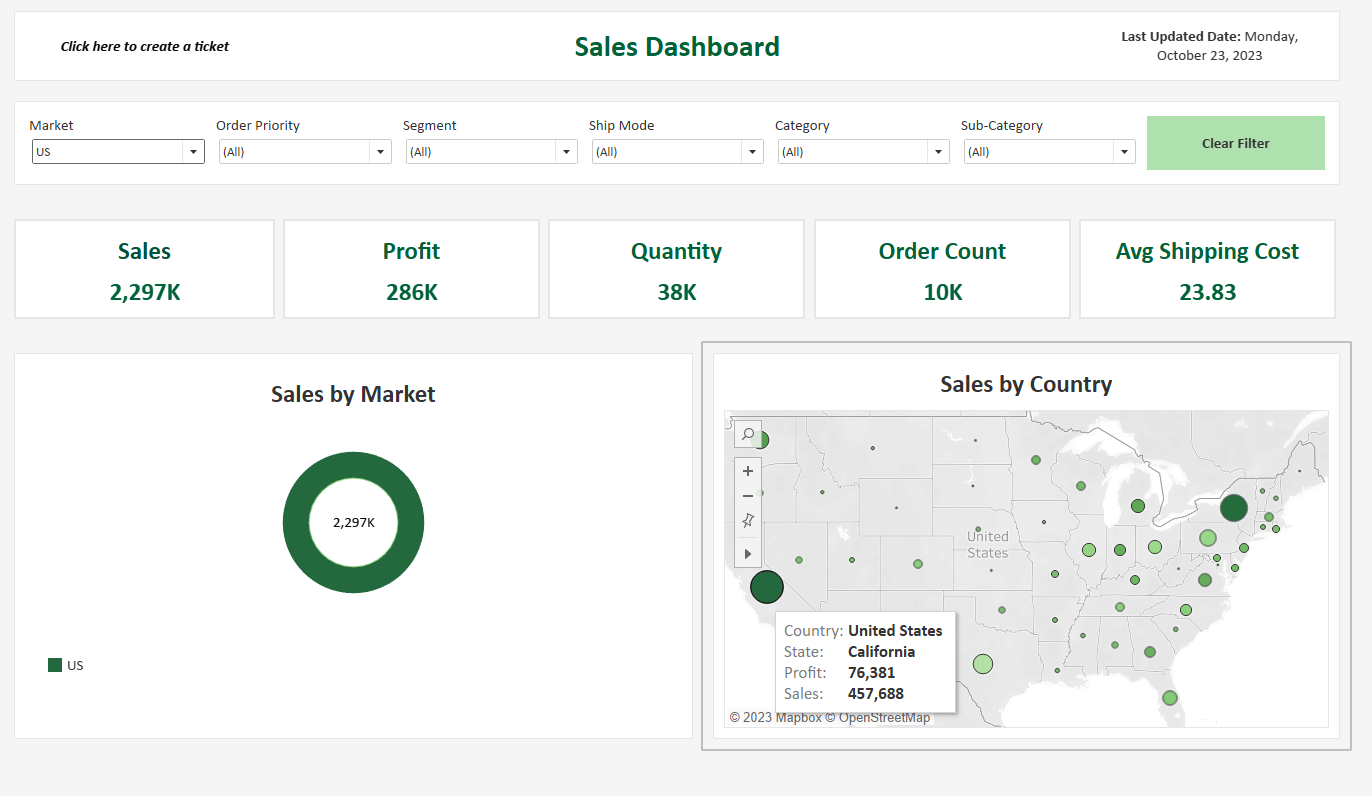 Click here to create a ticket
Sales Dashboard
Last Updated Date: Monday,
October 23, 2023
Market
Order Priority
Segment
Ship Mode
Category
Sub-Category
US
(All)
(All)
(All)
(All)
(All)
Clear Filter
Sales
2,297K
Profit
286K
Quantity
38K
Order Count
10K
Avg Shipping Cost
23.83
Sales by Market
2,297K
US
Sales by Country
United
States
Country: United States
State: California
Profit: 76,381
Sales: 457,688
© 2023 Mapbox © OpenStreetMap